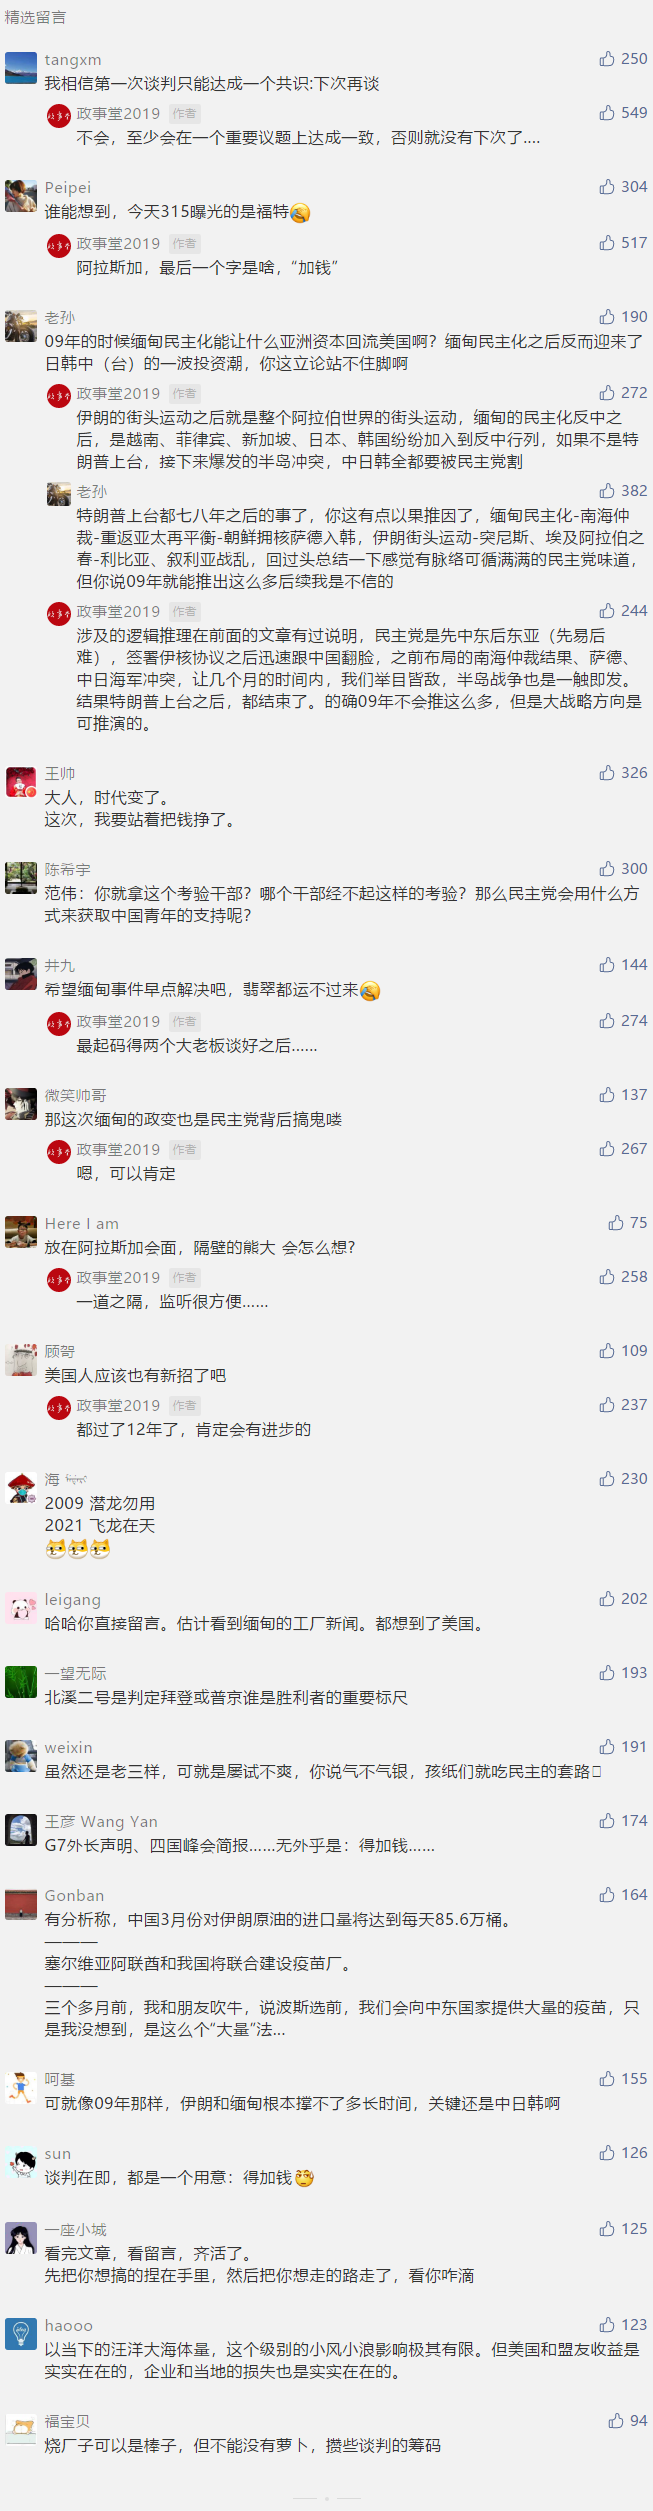 精选留言
tangxm 250
我相信第一次谈判只能达成一个共识:下次再谈
政事堂2019 作者 549
不会，至少会在一个重要议题上达成一致，否则就没有下次了....
Peipei 304
谁能想到，今天315曝光的是福特
政事堂2019 作者 517
阿拉斯加，最后一个字是啥，“加钱”
老孙 190
09年的时候缅甸民主化能让什么亚洲资本回流美国啊？缅甸民主化之后反而迎来了
日韩中（台）的一波投资潮，你这立论站不住脚啊
政事堂2019 作者 272
伊朗的街头运动之后就是整个阿拉伯世界的街头运动，缅甸的民主化反中之
后，是越南、菲律宾、新加坡、日本、韩国纷纷加入到反中行列，如果不是特
朗普上台，接下来爆发的半岛冲突，中日韩全都要被民主党割
老孙 382
特朗普上台都七八年之后的事了，你这有点以果推因了，缅甸民主化-南海仲
裁-重返亚太再平衡-朝鲜拥核萨德入韩，伊朗街头运动-突尼斯、埃及阿拉伯之
春-利比亚、叙利亚战乱，回过头总结一下感觉有脉络可循满满的民主党味道，
但你说09年就能推出这么多后续我是不信的
政事堂2019 作者 244
涉及的逻辑推理在前面的文章有过说明，民主党是先中东后东亚（先易后
难），签署伊核协议之后迅速跟中国翻脸，之前布局的南海仲裁结果、萨德、
中日海军冲突，让几个月的时间内，我们举目皆敌，半岛战争也是一触即发。
结果特朗普上台之后，都结束了。的确09年不会推这么多，但是大战略方向是
可推演的。
王帅 326
大人，时代变了。
这次，我要站着把钱挣了。
陈希宇 300
范伟：你就拿这个考验干部？哪个干部经不起这样的考验？那么民主党会用什么方
式来获取中国青年的支持呢？
井九 144
希望缅甸事件早点解决吧，翡翠都运不过来
政事堂2019 作者 274
最起码得两个大老板谈好之后......
微笑帅哥 137
那这次缅甸的政变也是民主党背后搞鬼喽
政事堂2019 作者 267
嗯，可以肯定
Here I am 75
放在阿拉斯加会面，隔壁的熊大 会怎么想?
政事堂2019 作者 258
一道之隔，监听很方便......
顾智 109
美国人应该也有新招了吧
政事堂2019 作者 237
都过了12年了，肯定会有进步的
海 230
2009 潜龙勿用
2021 飞龙在天
leigang 202
哈哈你直接留言。估计看到缅甸的工厂新闻。都想到了美国。
一望无际 193
北溪二号是判定拜登或普京谁是胜利者的重要标尺
weixin 191
虽然还是老三样，可就是屡试不爽，你说气不气银，孩纸们就吃民主的套路
王彦 Wang Yan 174
G7外长声明、四国峰会简报......无外乎是：得加钱......
Gonban 164
有分析称，中国3月份对伊朗原油的进口量将达到每天85.6万桶。
———
塞尔维亚阿联酋和我国将联合建设疫苗厂。
———
三个多月前，我和朋友吹牛，说波斯选前，我们会向中东国家提供大量的疫苗，只
是我没想到，是这么个“大量”法...
呵基 155
可就像09年那样，伊朗和缅甸根本撑不了多长时间，关键还是中日韩啊
sun 126
谈判在即，都是一个用意：得加钱
一座小城 125
看完文章，看留言，齐活了。
先把你想搞的捏在手里，然后把你想走的路走了，看你咋滴
haooo 123
以当下的汪洋大海体量，这个级别的小风小浪影响极其有限。但美国和盟友收益是
实实在在的，企业和当地的损失也是实实在在的。
福宝贝 94
烧厂子可以是棒子，但不能没有萝卜，攒些谈判的筹码